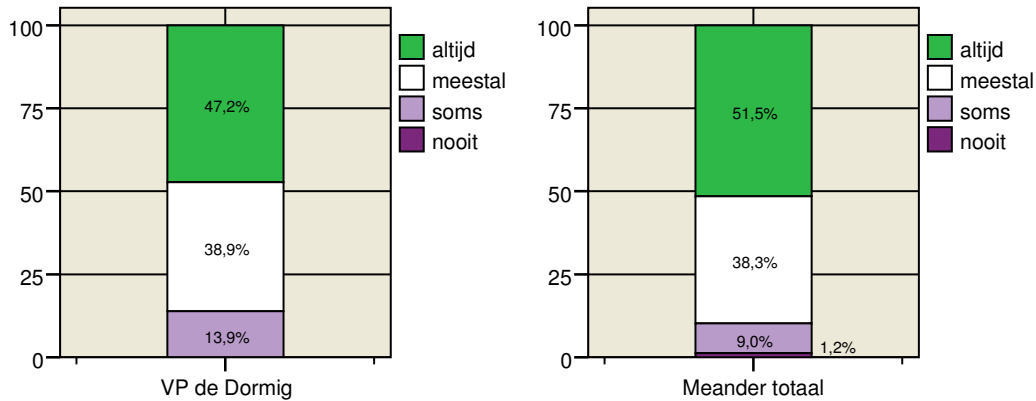 100
75
50
25
0
47,2%
38,9%
13,9%
VP de Dormig
altijd
meestal
soms
nooit
100
75
50
25
0
51,5%
38,3%
9,0%
1,2%
Meander totaal
altijd
meestal
soms
nooit